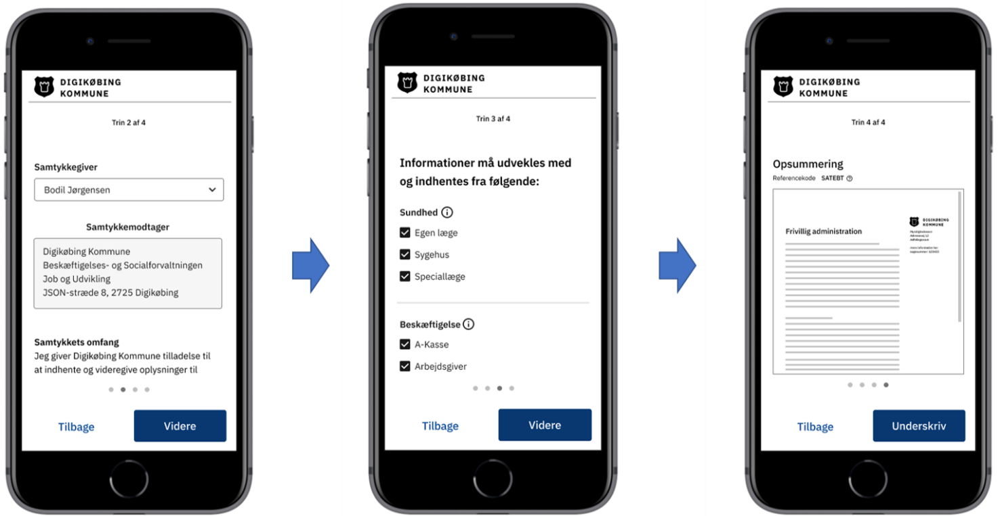 DIGIKØBING
KOMMUNE
Trin 2 af 4
Samtykkegiver
Bodil Jørgensen
Samtykkemodtager
Digikøbing Kommune
Beskæftigelses- og Socialforvaltningen
Job og Udvikling
JSON-stræde 8, 2725 Digikøbing
Samtykkets omfang
Jeg giver Digikøbing Kommune tilladelse til
at indhente og videregive oplysninger til
Tilbage
Videre
DIGIKØBING
KOMMUNE
Trin 3 af 4
Informationer må udvekles med
og indhentes fra følgende:
Sundhed
Egen læge
Sygehus
Speciallæge
Beskæftigelse
A-Kasse
Arbejdsgiver
Tilbage
Videre
DIGIKØBING
KOMMUNE
Trin 4 af 4
Opsummering
Referencekode SATEBT
DIGIKØBING
KOMMUNE
Frivillig administration
Tilbage
Underskriv